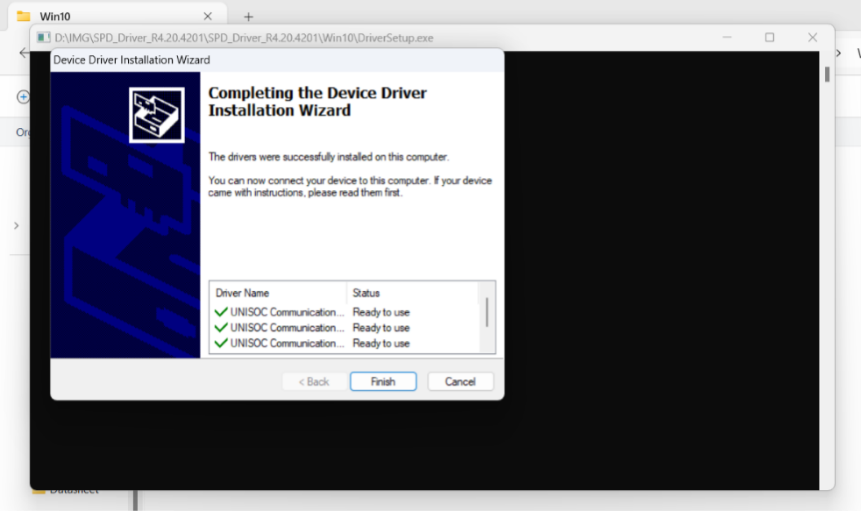 Win10
D:\IMG\SPD_Driver_R4.20.4201\SPD_Driver_R4.20.4201\Win10\DriverSetup.exe
Device Driver Installation Wizard
Completing the Device Driver
Installation Wizard
The drivers were successfully installed on this computer.
You can now connect your device to this computer. If your device
came with instructions, please read them first.
Driver Name Status
UNISOC Communication... Ready to use
UNISOC Communication... Ready to use
UNISOC Communication... Ready to use
< Back Finish Cancel